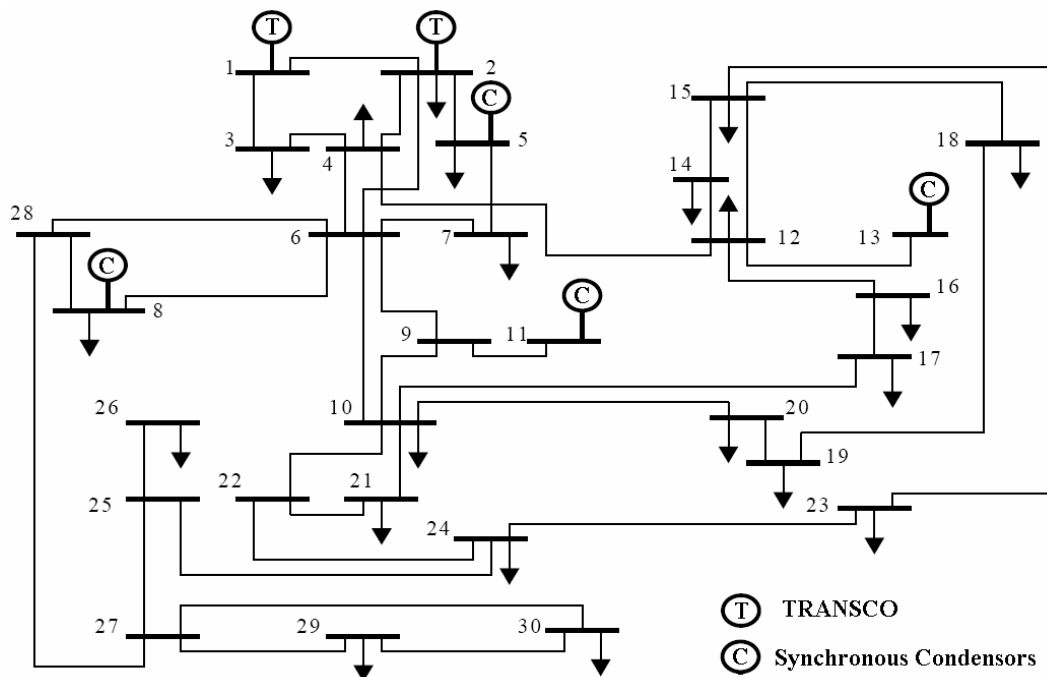 T T
1 2
C
15
3 4 5 18
14 C
28 6 7 12 13
C
8 C 16
9 11 17
26 10 20
19
25 22 21 23
24
T TRANSCO
27 29 30
C Synchronous Condensors